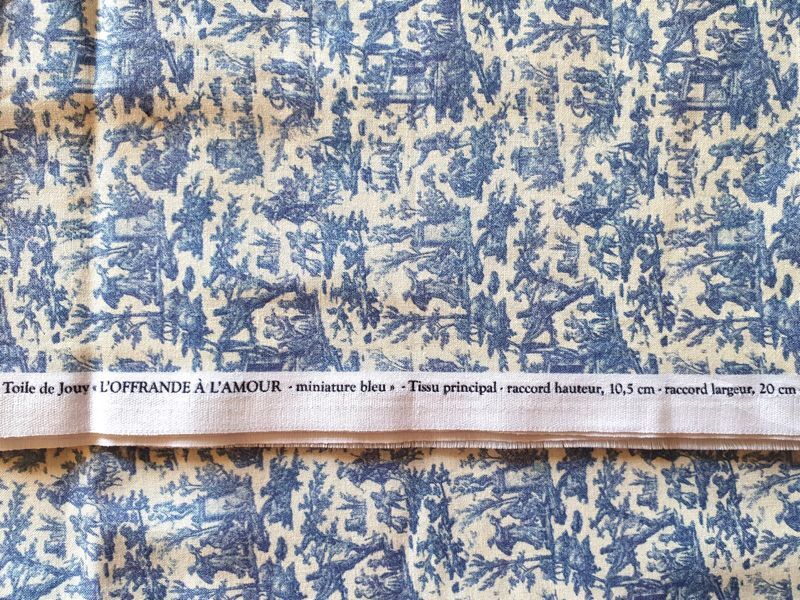 Toile de Jouy « L'OFFRANDE À L'AMOUR - miniature bleu » - Tissu principal - raccord hauteur, 10,5 cm - raccord largeur, 20 cm